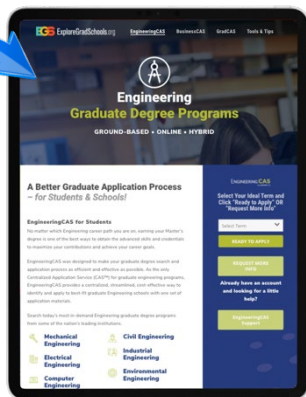 EGS ExploreGradSchools.org EngineeringCAS BusinessCAS GradCAS Tools & Tips
Engineering
Graduate Degree Programs
GROUND-BASED • ONLINE • HYBRID
A Better Graduate Application Process
– for Students & Schools!
EngineeringCAS for Students
No matter which Engineering career path you are on, earning your Master's
degree is one of the best ways to obtain the advanced skills and credentials
to maximize your contributions and achieve your career goals.
EngineeringCAS was designed to make your graduate degree search and
application process as efficient and effective as possible. As the only
Centralized Application Service (CAS™) for graduate engineering programs,
EngineeringCAS provides a centralized, streamlined, cost-effective way to
identify and apply to best-fit graduate Engineering schools with one set of
application materials.
Search today's most in-demand Engineering graduate degree programs
from some of the nation's leading institutions:
Mechanical
Engineering
Electrical
Engineering
Computer
Engineering
Civil Engineering
Industrial
Engineering
Environmental
Engineering
ENGINEERINGCAS
Select Your Ideal Term and
Click "Ready to Apply" OR
"Request More Info"
Select Term
READY TO APPLY
REQUEST MORE
INFO
Already have an account
and looking for a little
help?
EngineeringCAS
Support